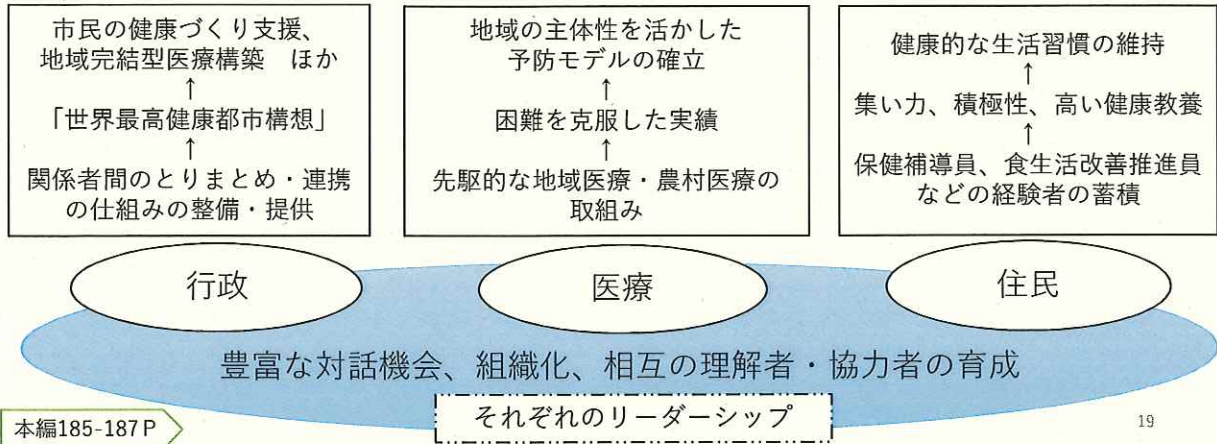 市民の健康づくり支援、
地域完結型医療構築　ほか
↑
「世界最高健康都市構想」
↑
関係者間のとりまとめ・連携
の仕組みの整備・提供
地域の主体性を活かした
予防モデルの確立
↑
困難を克服した実績
↑
先駆的な地域医療・農村医療の
取組み
健康的な生活習慣の維持
↑
集い力、積極性、高い健康教養
↑
保健補導員、食生活改善推進員
などの経験者の蓄積
行政
医療
住民
豊富な対話機会、組織化、相互の理解者・協力者の育成
それぞれのリーダーシップ
本編185-187P
19